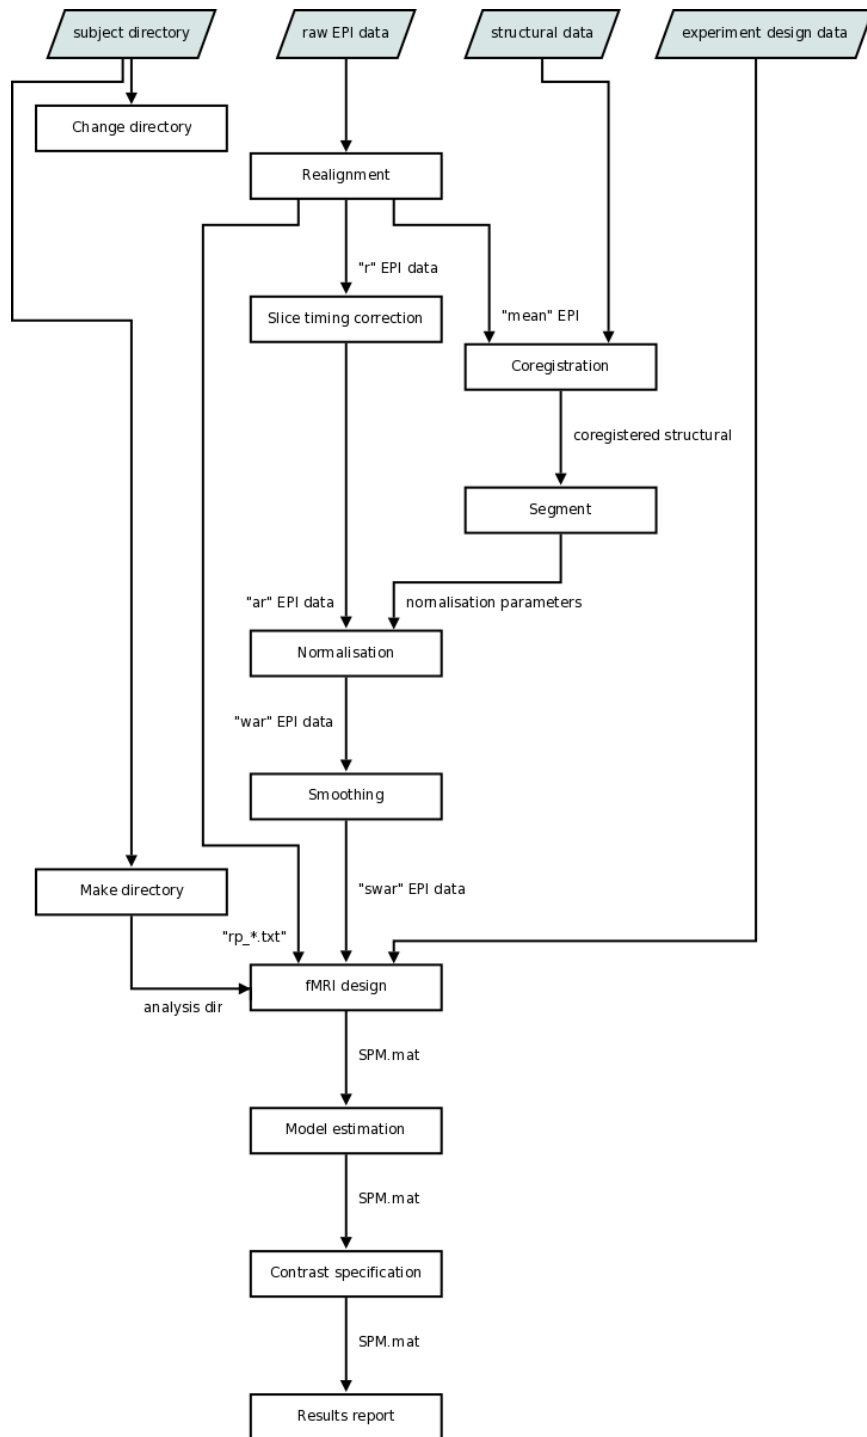 subject directory
raw EPI data
structural data
experiment design data
Change directory
Realignment
"r" EPI data
Slice timing correction
"mean" EPI
Coregistration
coregistered structural
Segment
"ar" EPI data
nornalisation parameters
Normalisation
"war" EPI data
Smoothing
Make directory
"swar" EPI data
"rp_*.txt"
fMRI design
analysis dir
SPM.mat
Model estimation
SPM.mat
Contrast specification
SPM.mat
Results report